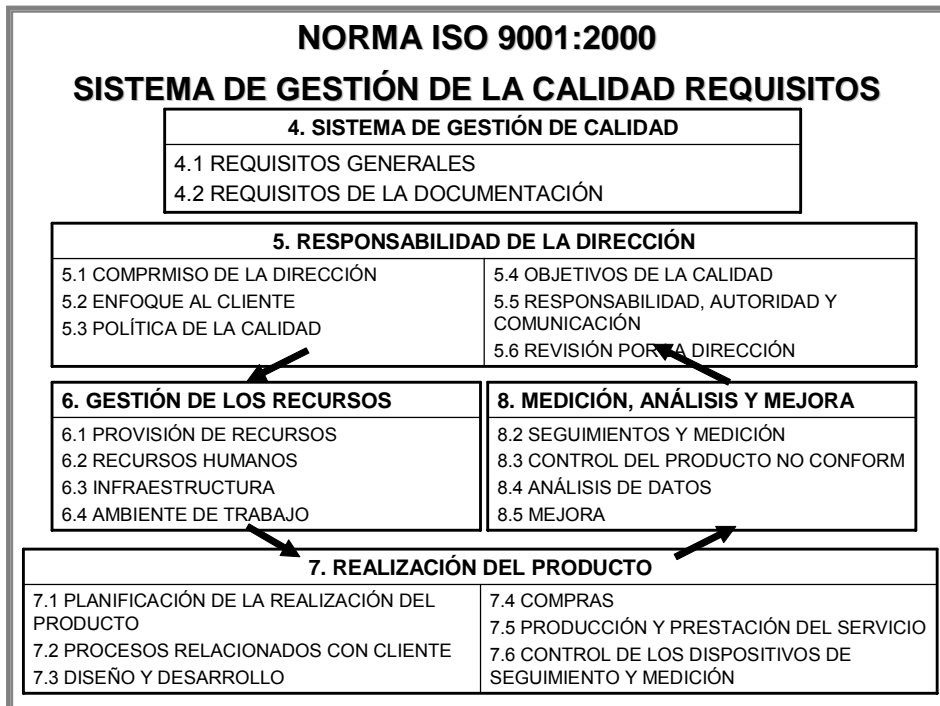 NORMA ISO 9001:2000
SISTEMA DE GESTIÓN DE LA CALIDAD REQUISITOS
4. SISTEMA DE GESTIÓN DE CALIDAD
4.1 REQUISITOS GENERALES
4.2 REQUISITOS DE LA DOCUMENTACIÓN
5. RESPONSABILIDAD DE LA DIRECCIÓN
5.1 COMPRMISO DE LA DIRECCIÓN
5.2 ENFOQUE AL CLIENTE
5.3 POLÍTICA DE LA CALIDAD
5.4 OBJETIVOS DE LA CALIDAD
5.5 RESPONSABILIDAD, AUTORIDAD Y
COMUNICACIÓN
5.6 REVISIÓN POR LA DIRECCIÓN
6. GESTIÓN DE LOS RECURSOS
6.1 PROVISIÓN DE RECURSOS
6.2 RECURSOS HUMANOS
6.3 INFRAESTRUCTURA
6.4 AMBIENTE DE TRABAJO
8. MEDICIÓN, ANÁLISIS Y MEJORA
8.2 SEGUIMIENTOS Y MEDICIÓN
8.3 CONTROL DEL PRODUCTO NO CONFORM
8.4 ANÁLISIS DE DATOS
8.5 MEJORA
7. REALIZACIÓN DEL PRODUCTO
7.1 PLANIFICACIÓN DE LA REALIZACIÓN DEL
PRODUCTO
7.2 PROCESOS RELACIONADOS CON CLIENTE
7.3 DISEÑO Y DESARROLLO
7.4 COMPRAS
7.5 PRODUCCIÓN Y PRESTACIÓN DEL SERVICIO
7.6 CONTROL DE LOS DISPOSITIVOS DE
SEGUIMIENTO Y MEDICIÓN